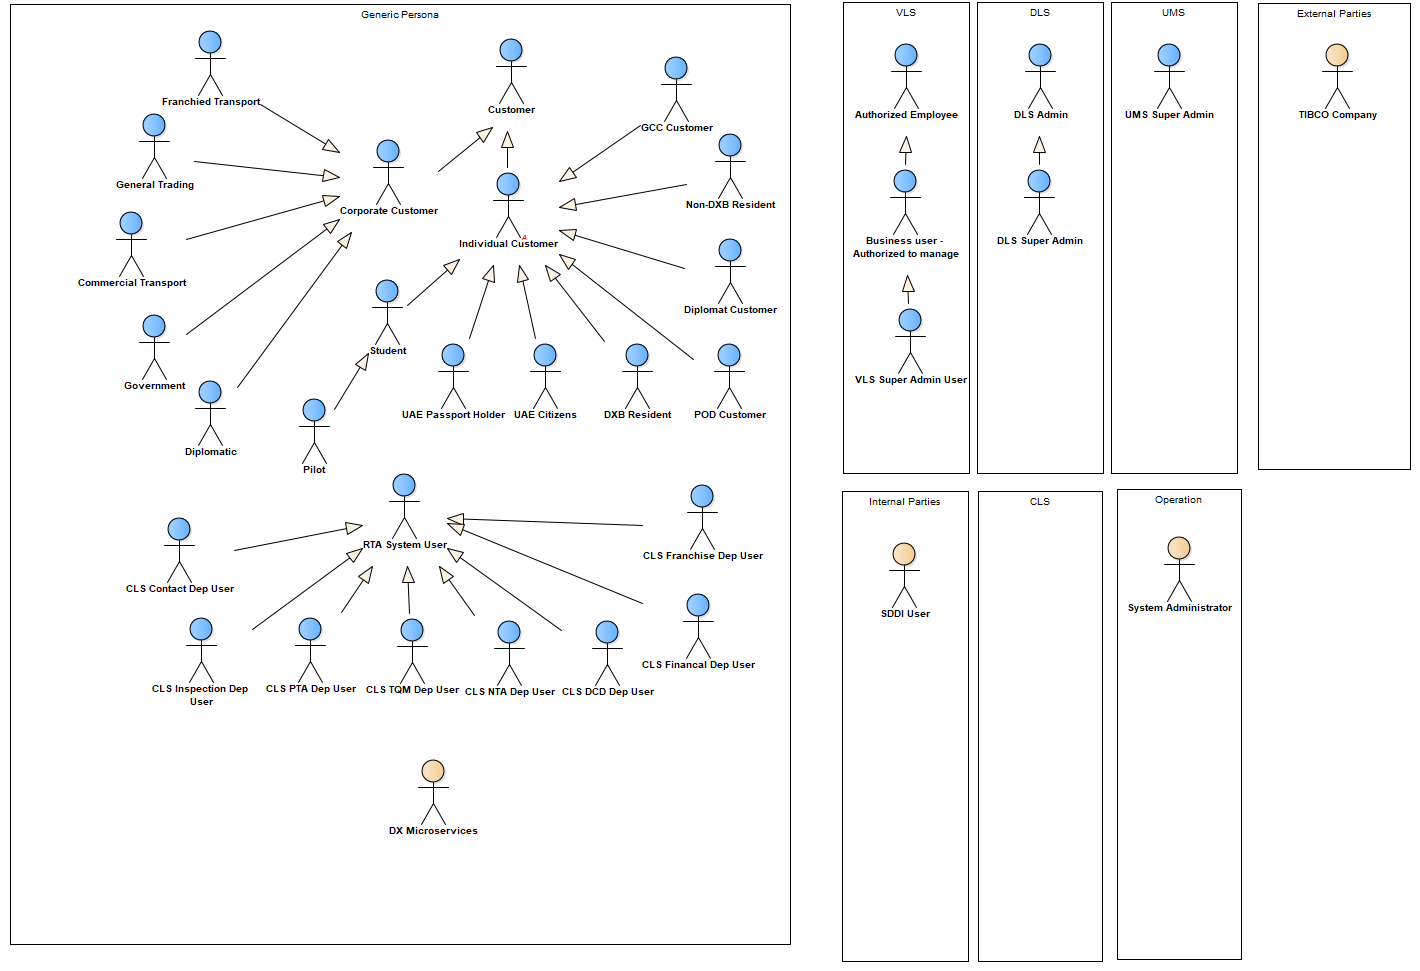 Generic Persona
Franchied Transport
Customer
GCC Customer
General Trading
Corporate Customer
Non-DXB Resident
Individual Customer
A
Commercial Transport
Diplomat Customer
Student
Government
UAE Passport Holder
UAE Citizens
DXB Resident
POD Customer
Diplomatic
Pilot
RTA System User
CLS Franchise Dep User
CLS Contact Dep User
CLS Financal Dep User
CLS Inspection Dep
User
CLS PTA Dep User
CLS TQM Dep User
CLS NTA Dep User
CLS DCD Dep User
DX Microservices
VLS
Authorized Employee
Business user -
Authorized to manage
VLS Super Admin User
DLS
DLS Admin
DLS Super Admin
UMS
UMS Super Admin
External Parties
TIBCO Company
Internal Parties
SDDI User
CLS
Operation
System Administrator